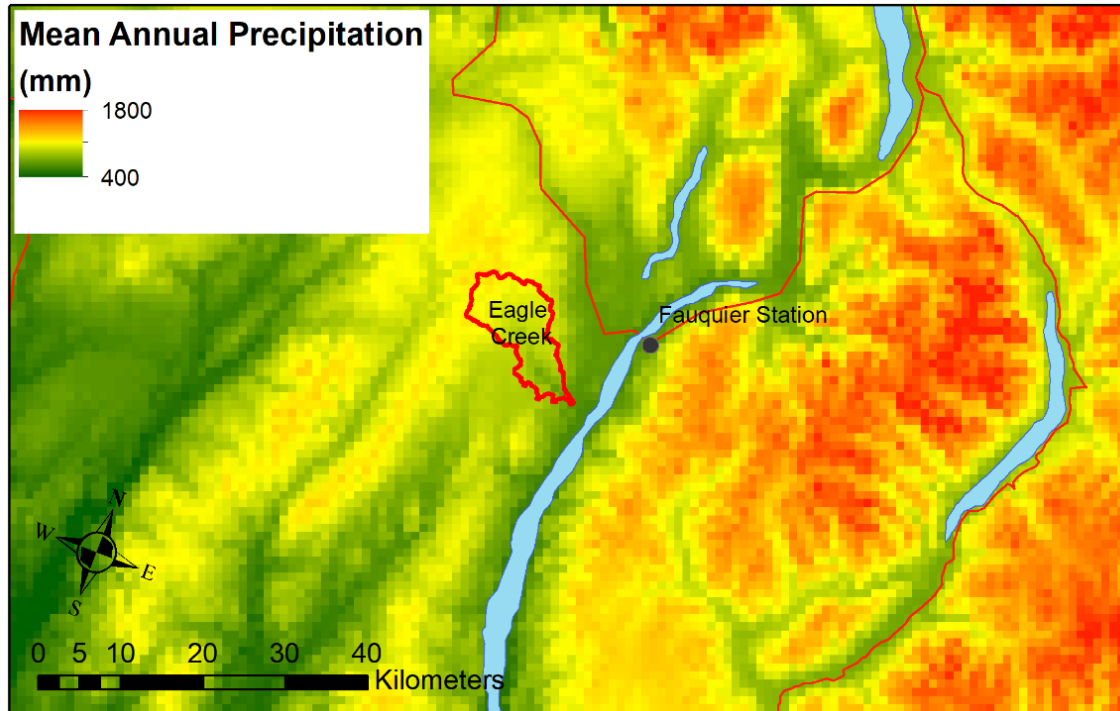 Mean Annual Precipitation
(mm)
1800
400
Eagle
Creek
Fauquier Station
N
W
E
S
0 5 10 20 30 40
Kilometers